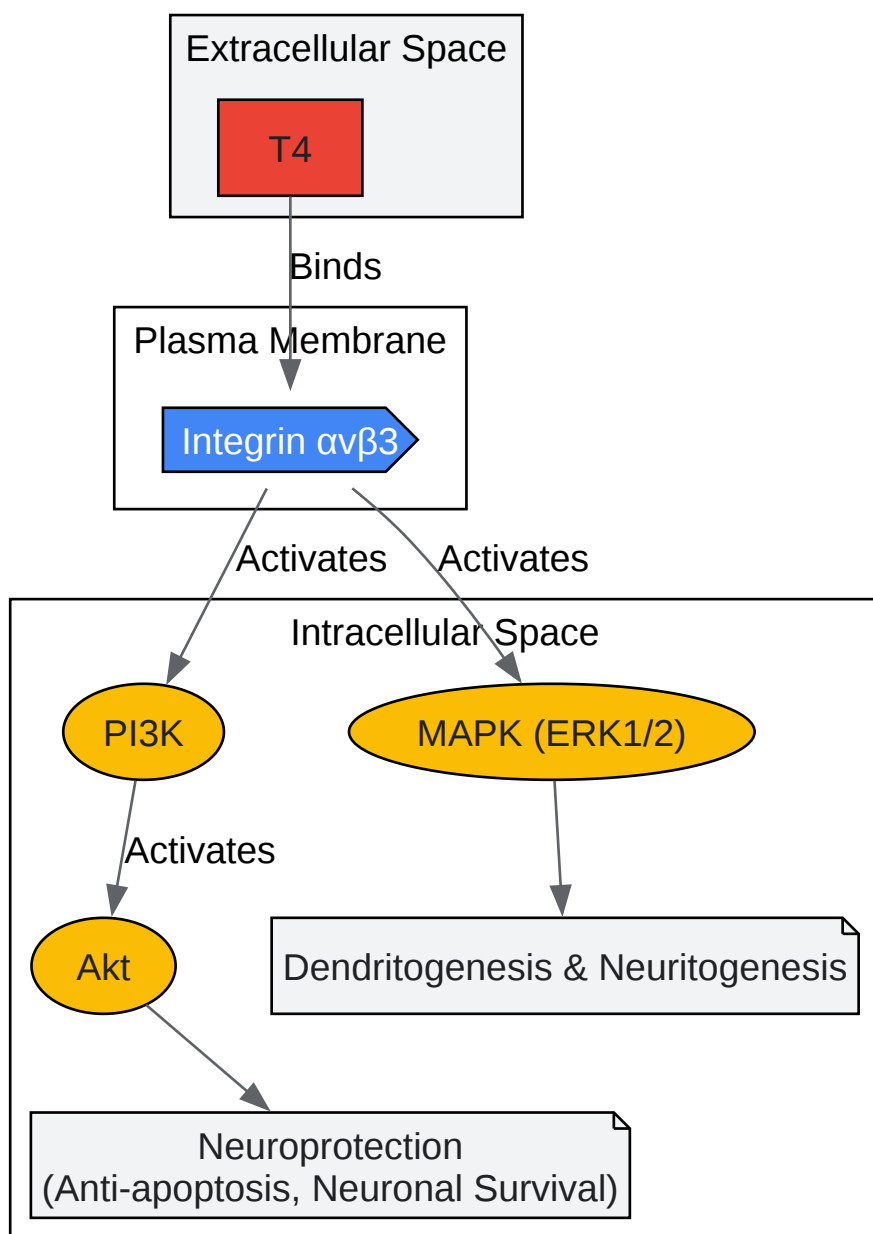 Extracellular Space
T4
Binds
Plasma Membrane
Integrin αvβ3
Activates
Activates
Intracellular Space
PI3K
MAPK (ERK1/2)
Activates
Akt
Dendritogenesis & Neuritogenesis
Neuroprotection
(Anti-apoptosis, Neuronal Survival)